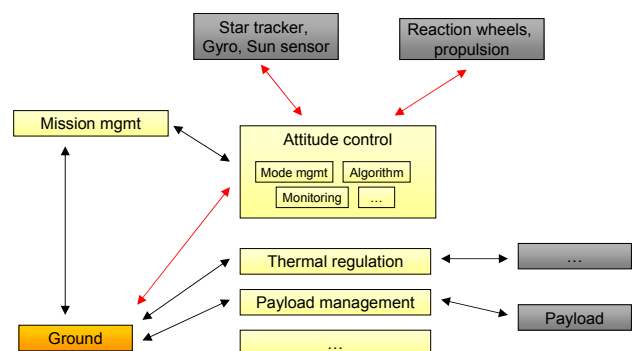 Star tracker,
Gyro, Sun sensor
Reaction wheels,
propulsion
Mission mgmt
Attitude control
Mode mgmt
Algorithm
Monitoring
...
Thermal regulation
...
Payload management
Payload
Ground
...